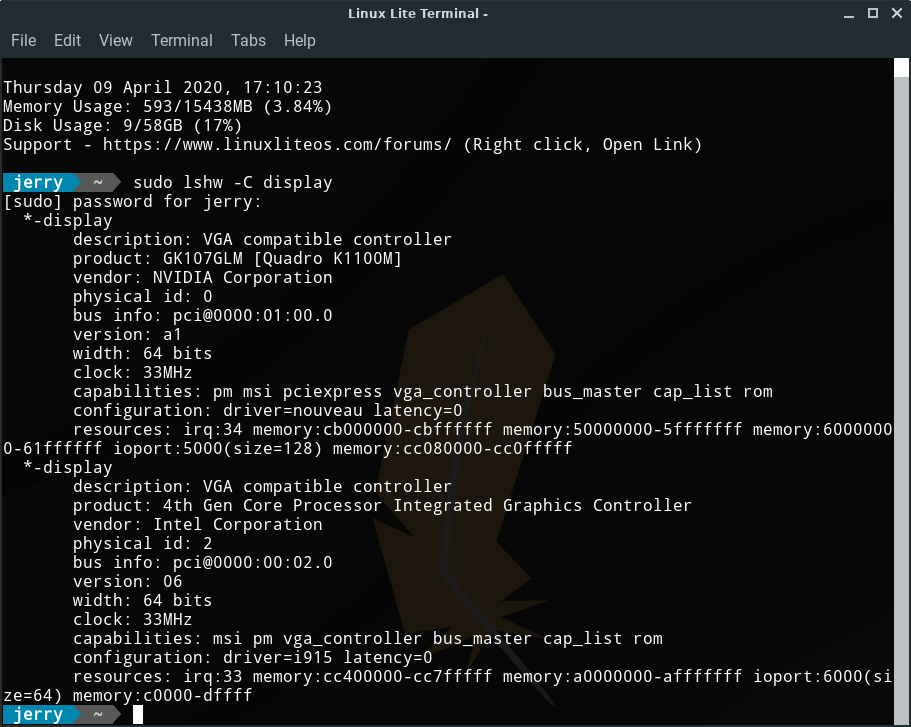 Linux Lite Terminal -
File Edit View Terminal Tabs Help
Thursday 09 April 2020, 17:10:23
Memory Usage: 593/15438MB (3.84%)
Disk Usage: 9/58GB (17%)
Support - https://www.linuxliteos.com/forums/ (Right click, Open Link)
jerry ~ sudo lshw -C display
[sudo] password for jerry:
*-display
description: VGA compatible controller
product: GK107GLM [Quadro K1100M]
vendor: NVIDIA Corporation
physical id: 0
bus info: pci@0000:01:00.0
version: a1
width: 64 bits
clock: 33MHz
capabilities: pm msi pciexpress vga_controller bus_master cap_list rom
configuration: driver=nouveau latency=0
resources: irq:34 memory:cb000000-cbffffff memory:50000000-5fffffff memory:6000000
0-61ffffff ioport:5000(size=128) memory:cc080000-cc0fffff
*-display
description: VGA compatible controller
product: 4th Gen Core Processor Integrated Graphics Controller
vendor: Intel Corporation
physical id: 2
bus info: pci@0000:00:02.0
version: 06
width: 64 bits
clock: 33MHz
capabilities: msi pm vga_controller bus_master cap_list rom
configuration: driver=i915 latency=0
resources: irq:33 memory:cc400000-cc7fffff memory:a0000000-afffffff ioport:6000(si
ze=64) memory:c0000-dffff
jerry ~